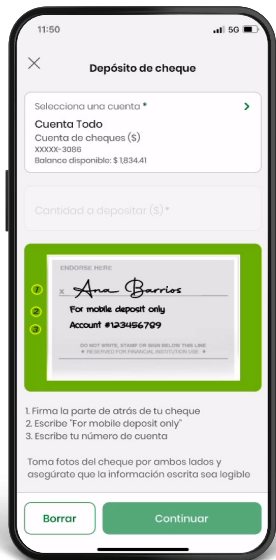 11:50
5G
Depósito de cheque
Selecciona una cuenta *
Cuenta Todo
Cuenta de cheques ($)
XXXXX-3086
Balance disponible: $1,834.41
Cantidad a depositar ($)*
ENDORSE HERE
1 x Ana Barrios
2 For mobile deposit only
3 Account #123456789
DO NOT WRITE, STAMP OR SIGN BELOW THIS LINE
RESERVED FOR FINANCIAL INSTITUTION USE
1. Firma la parte de atrás de tu cheque
2. Escribe "For mobile deposit only"
3. Escribe tu número de cuenta
Toma fotos del cheque por ambos lados y
asegúrate que la información escrita sea legible
Borrar
Continuar